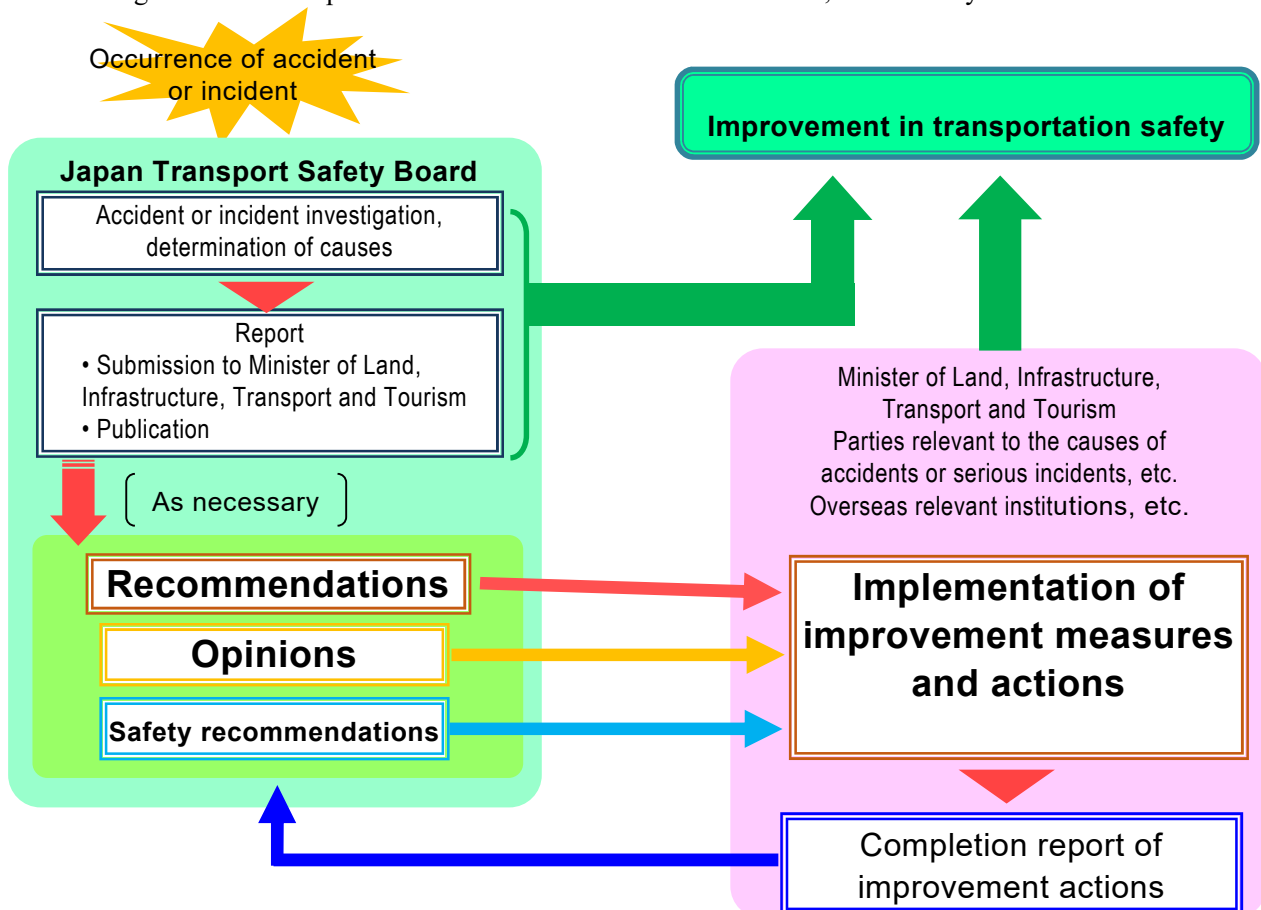 Occurrence of accident
or incident
Improvement in transportation safety
Japan Transport Safety Board
Accident or incident investigation,
determination of causes
Report
• Submission to Minister of Land,
Infrastructure, Transport and Tourism
• Publication
As necessary
Recommendations
Opinions
Safety recommendations
Minister of Land, Infrastructure,
Transport and Tourism
Parties relevant to the causes of
accidents or serious incidents, etc.
Overseas relevant institutions, etc.
Implementation of
improvement measures
and actions
Completion report of
improvement actions